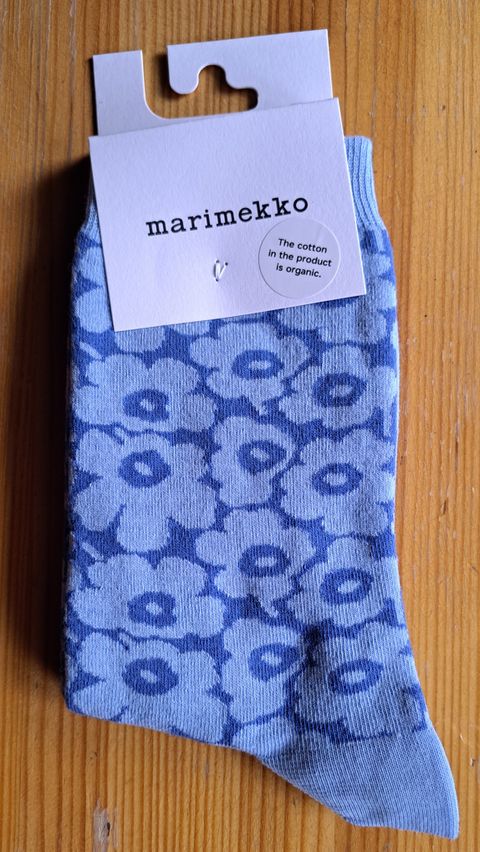 marimekko
The cotton
in the product
is organic.